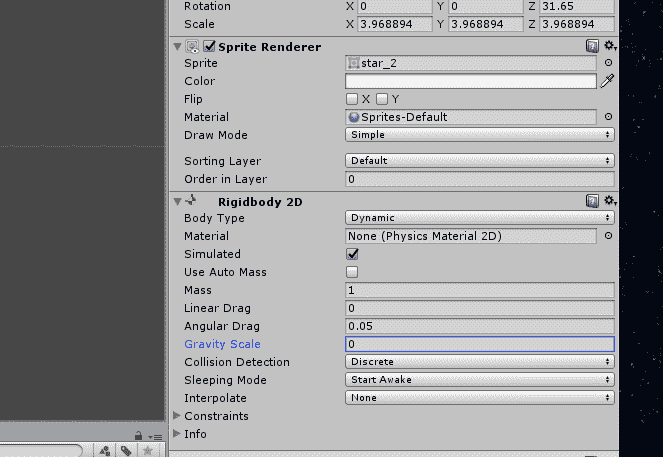 Rotation X 0 Y 0 Z 31.65
Scale X 3.968894 Y 3.968894 Z 3.968894
Sprite Renderer
Sprite star_2
Color
Flip X Y
Material Sprites-Default
Draw Mode Simple
Sorting Layer Default
Order in Layer 0
Rigidbody 2D
Body Type Dynamic
Material None (Physics Material 2D)
Simulated
Use Auto Mass
Mass 1
Linear Drag 0
Angular Drag 0.05
Gravity Scale 0
Collision Detection Discrete
Sleeping Mode Start Awake
Interpolate None
Constraints
Info